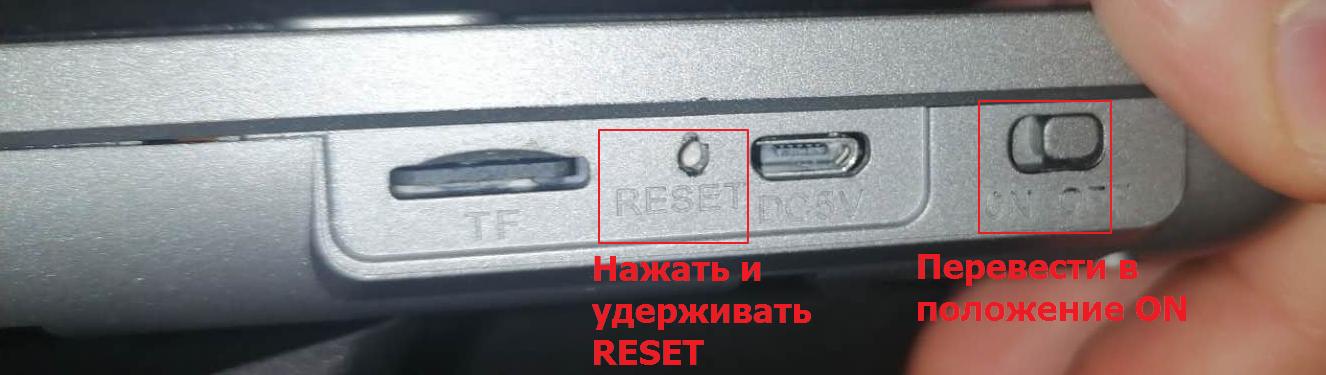 TF
RESET
DC5V
ON OFF
Нажать и
удерживать
RESET
Перевести в
положение ON